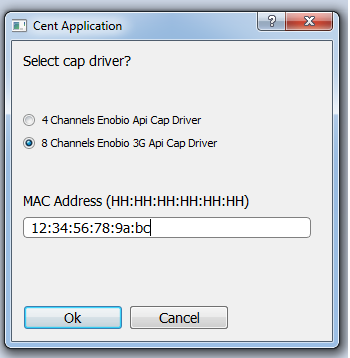 Cent Application
?
Select cap driver?
4 Channels Enobio Api Cap Driver
8 Channels Enobio 3G Api Cap Driver
MAC Address (HH:HH:HH:HH:HH:HH)
12:34:56:78:9a:bc
Ok
Cancel